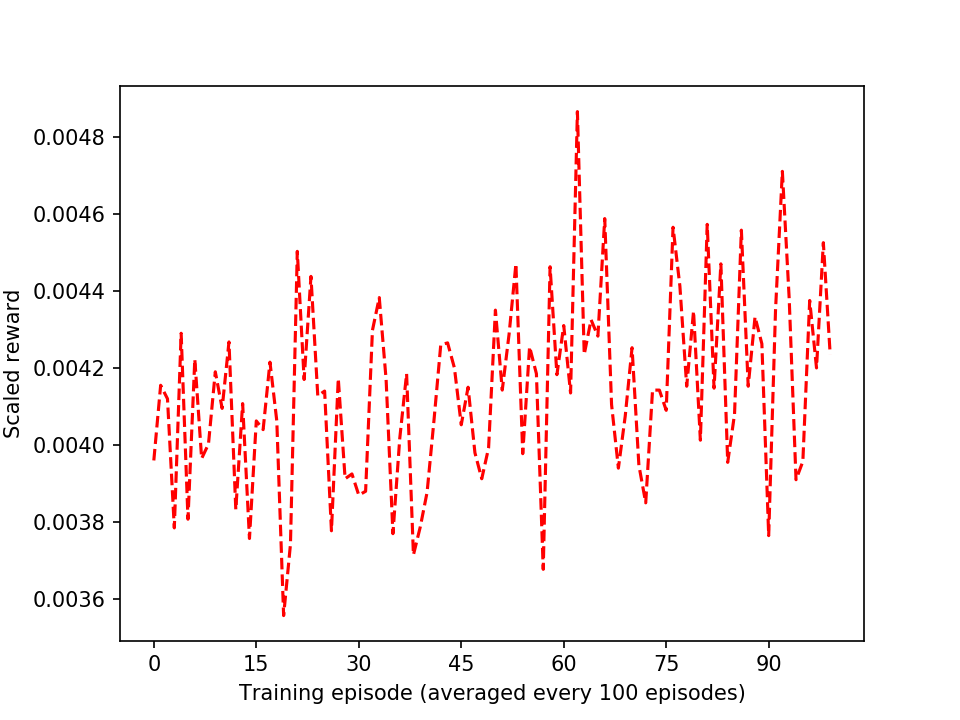 0.0048
0.0046
0.0044
0.0042
0.0040
0.0038
0.0036
Scaled reward
0 15 30 45 60 75 90
Training episode (averaged every 100 episodes)